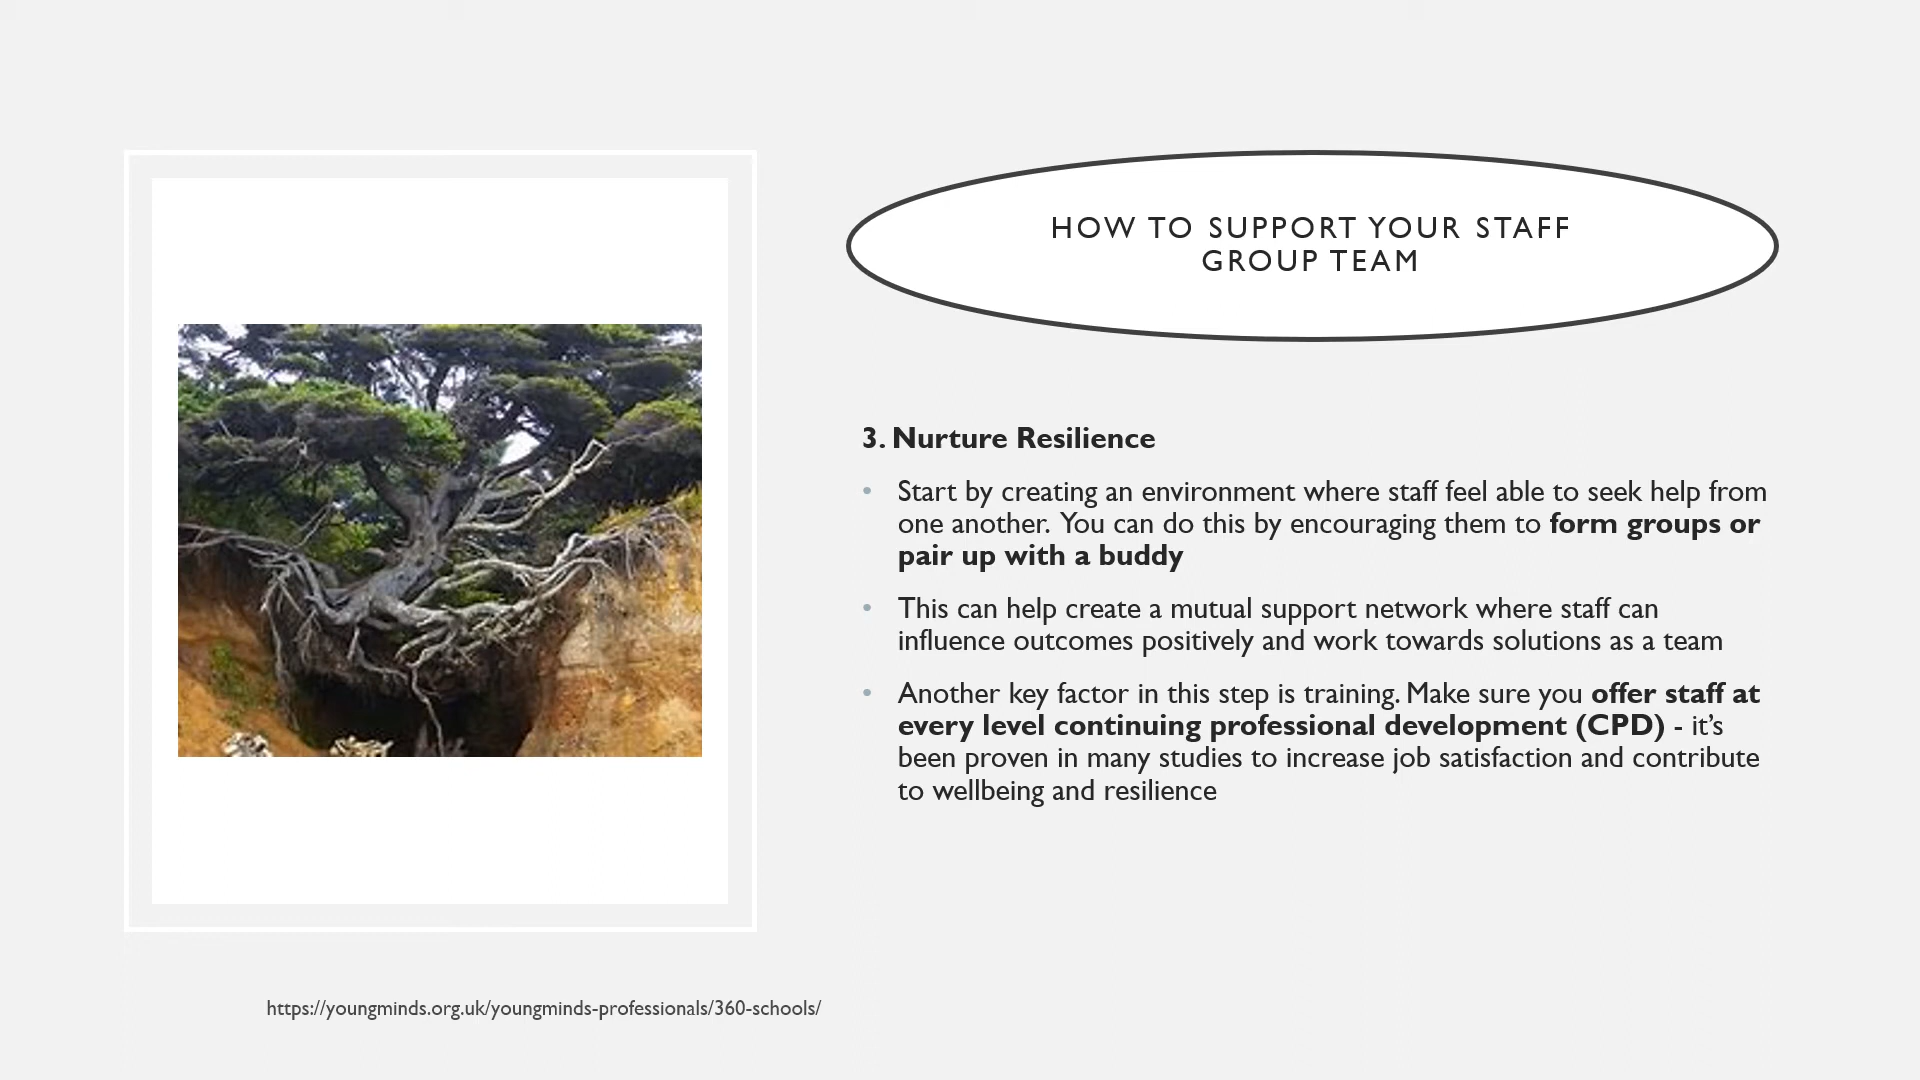 HOW TO SUPPORT YOUR STAFF
GROUP TEAM
3. Nurture Resilience
• Start by creating an environment where staff feel able to seek help from
one another. You can do this by encouraging them to form groups or
pair up with a buddy
• This can help create a mutual support network where staff can
influence outcomes positively and work towards solutions as a team
• Another key factor in this step is training. Make sure you offer staff at
every level continuing professional development (CPD) - it’s
been proven in many studies to increase job satisfaction and contribute
to wellbeing and resilience
https://youngminds.org.uk/youngminds-professionals/360-schools/